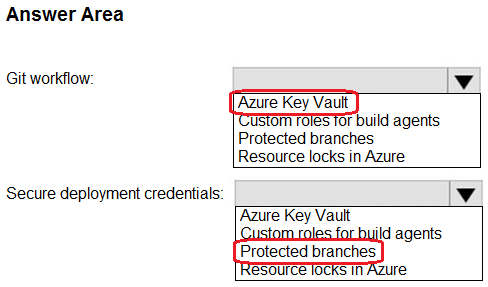 Answer Area
Git workflow:
Azure Key Vault
Custom roles for build agents
Protected branches
Resource locks in Azure
Secure deployment credentials:
Azure Key Vault
Custom roles for build agents
Protected branches
Resource locks in Azure